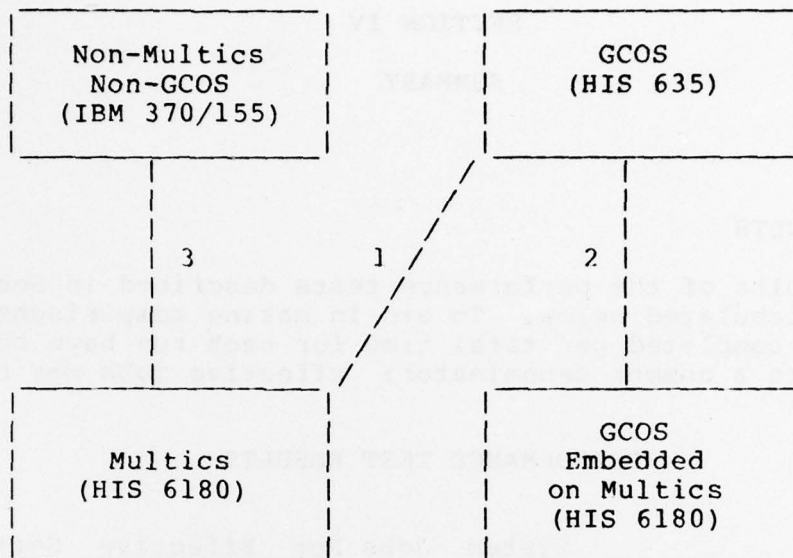 Non-Multics
Non-GCOS
(IBM 370/155)
GCOS
(HIS 635)
3
1
2
Multics
(HIS 6180)
GCOS
Embedded
on Multics
(HIS 6180)